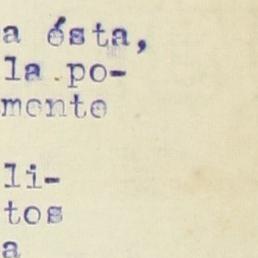 a ésta,
la po-
mente
li-
tos
a